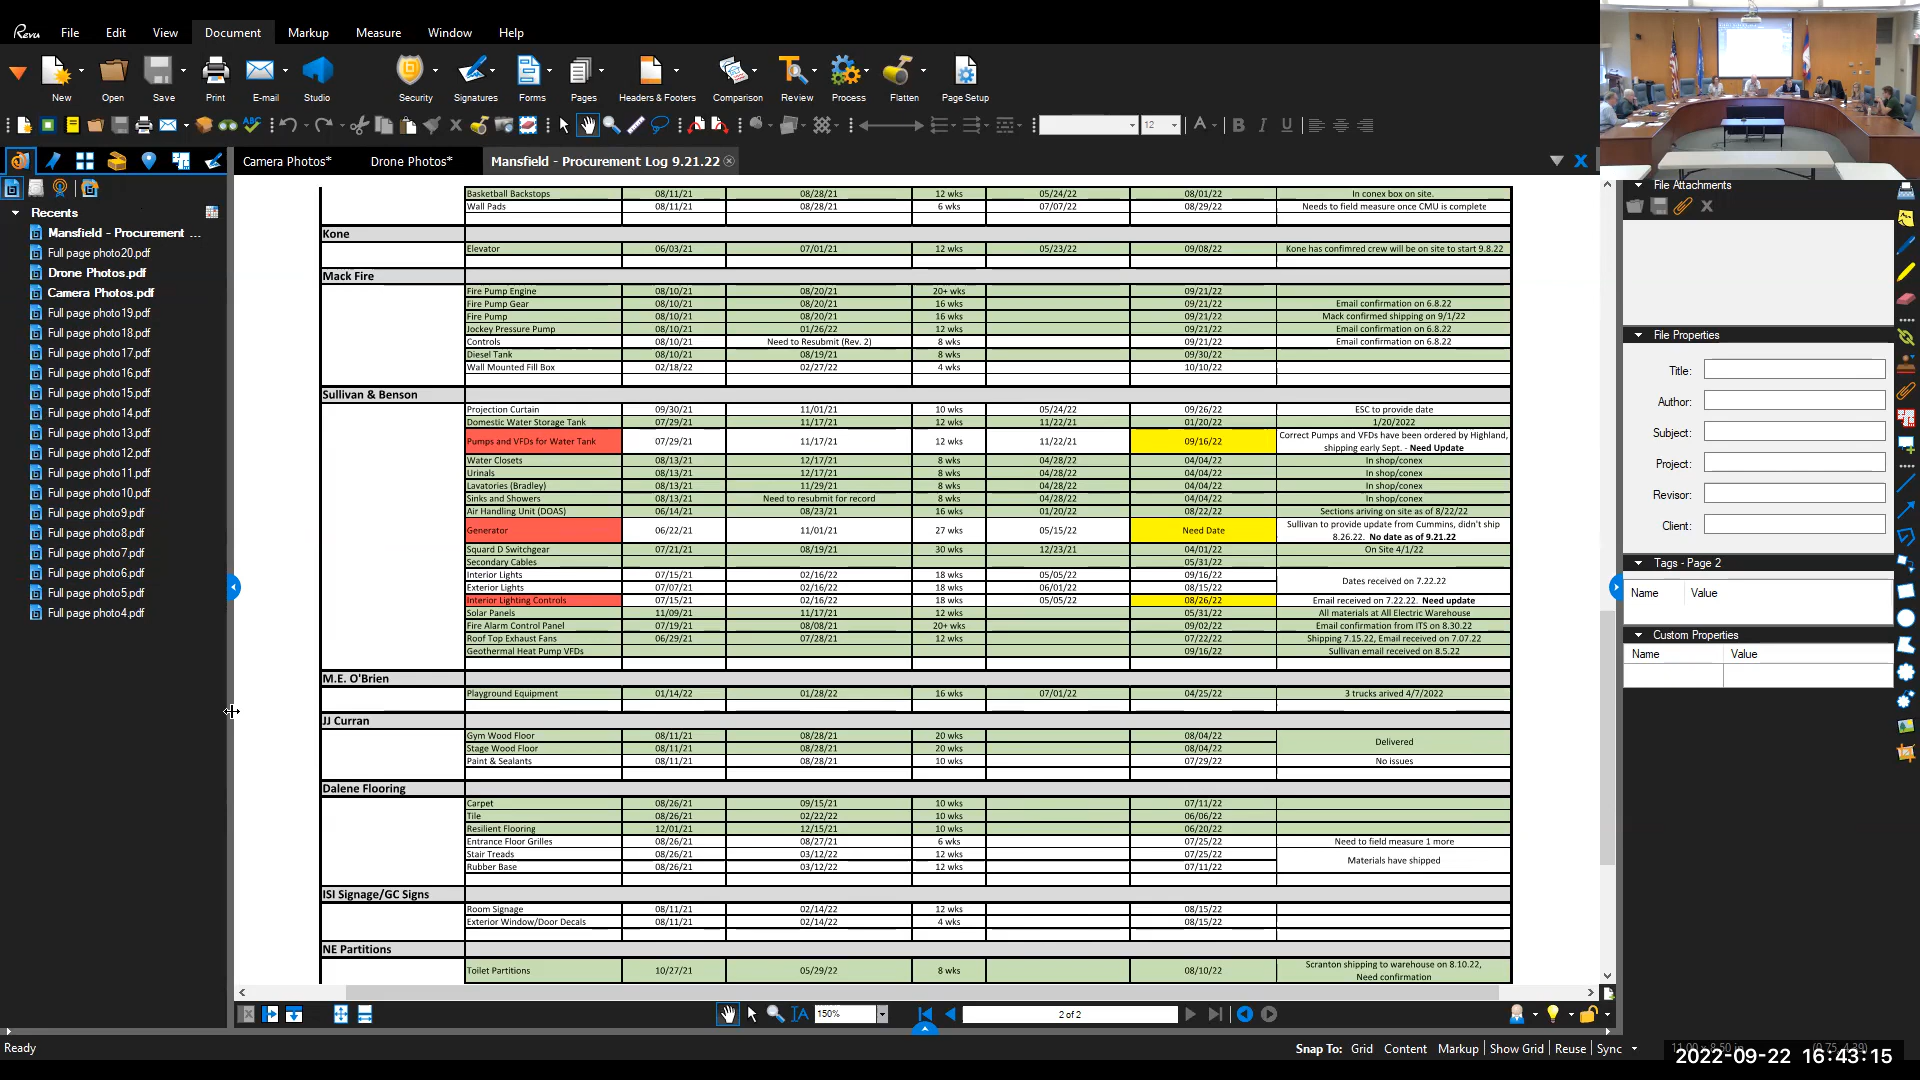 Revu File Edit View Document Markup Measure Window Help
New Open Save Print E-mail Studio Security Signatures Forms Pages Headers & Footers Comparison Review Process Flatten Page Setup
12
Camera Photos* Drone Photos* Mansfield - Procurement Log 9.21.22
Recents
Mansfield - Procurement ...
Full page photo20.pdf
Drone Photos.pdf
Camera Photos.pdf
Full page photo19.pdf
Full page photo18.pdf
Full page photo17.pdf
Full page photo16.pdf
Full page photo15.pdf
Full page photo14.pdf
Full page photo13.pdf
Full page photo12.pdf
Full page photo11.pdf
Full page photo10.pdf
Full page photo9.pdf
Full page photo8.pdf
Full page photo7.pdf
Full page photo6.pdf
Full page photo5.pdf
Full page photo4.pdf
Basketball Backstops 08/11/21 08/28/21 12 wks 05/24/22 08/01/22 In conex box on site.
Wall Pads 08/11/21 08/28/21 6 wks 07/07/22 08/29/22 Needs to field measure once CMU is complete
Kone
Elevator 06/03/21 07/01/21 12 wks 05/23/22 09/08/22 Kone has confimred crew will be on site to start 9.8.22
Mack Fire
Fire Pump Engine 08/10/21 08/20/21 20+ wks 09/21/22
Fire Pump Gear 08/10/21 08/20/21 16 wks 09/21/22 Email confirmation on 6.8.22
Fire Pump 08/10/21 08/20/21 16 wks 09/21/22 Mack confirmed shipping on 9/1/22
Jockey Pressure Pump 08/10/21 01/26/22 12 wks 09/21/22 Email confirmation on 6.8.22
Controls 08/10/21 Need to Resubmit (Rev. 2) 8 wks 09/21/22 Email confirmation on 6.8.22
Diesel Tank 08/10/21 08/19/21 8 wks 09/30/22
Wall Mounted Fill Box 02/18/22 02/27/22 4 wks 10/10/22
Sullivan & Benson
Projection Curtain 09/30/21 11/01/21 10 wks 05/24/22 09/26/22 ESC to provide date
Domestic Water Storage Tank 07/29/21 11/17/21 12 wks 11/22/21 01/20/22 1/20/2022
Pumps and VFDs for Water Tank 07/29/21 11/17/21 12 wks 11/22/21 09/16/22 Correct Pumps and VFDs have been ordered by Highland,
shipping early Sept. - Need Update
Water Closets 08/13/21 12/17/21 8 wks 04/28/22 04/04/22 In shop/conex
Urinals 08/13/21 12/17/21 8 wks 04/28/22 04/04/22 In shop/conex
Lavatories (Bradley) 08/13/21 11/29/21 8 wks 04/28/22 04/04/22 In shop/conex
Sinks and Showers 08/13/21 Need to resubmit for record 8 wks 04/28/22 04/04/22 In shop/conex
Air Handling Unit (DOAS) 06/14/21 08/23/21 16 wks 01/20/22 08/22/22 Sections ariving on site as of 8/22/22
Generator 06/22/21 11/01/21 27 wks 05/15/22 Need Date Sullivan to provide update from Cummins, didn't ship
8.26.22. No date as of 9.21.22
Squard D Switchgear 07/21/21 08/19/21 30 wks 12/23/21 04/01/22 On Site 4/1/22
Secondary Cables 05/31/22
Interior Lights 07/15/21 02/16/22 18 wks 05/05/22 09/16/22 Dates received on 7.22.22
Exterior Lights 07/07/21 02/16/22 18 wks 06/01/22 08/15/22
Interior Lighting Controls 07/15/21 02/16/22 18 wks 05/05/22 08/26/22 Email received on 7.22.22. Need update
Solar Panels 11/09/21 11/17/21 12 wks 05/31/22 All materials at All Electric Warehouse
Fire Alarm Control Panel 07/19/21 08/08/21 20+ wks 09/02/22 Email confirmation from ITS on 8.30.22
Roof Top Exhaust Fans 06/29/21 07/28/21 12 wks 07/22/22 Shipping 7.15.22, Email received on 7.07.22
Geothermal Heat Pump VFDs 09/16/22 Sullivan email received on 8.5.22
M.E. O'Brien
Playground Equipment 01/14/22 01/28/22 16 wks 07/01/22 04/25/22 3 trucks arived 4/7/2022
JJ Curran
Gym Wood Floor 08/11/21 08/28/21 20 wks 08/04/22 Delivered
Stage Wood Floor 08/11/21 08/28/21 20 wks 08/04/22
Paint & Sealants 08/11/21 08/28/21 10 wks 07/29/22 No issues
Dalene Flooring
Carpet 08/26/21 09/15/21 10 wks 07/11/22
Tile 08/26/21 02/22/22 10 wks 06/06/22
Resilient Flooring 12/01/21 12/15/21 10 wks 06/20/22
Entrance Floor Grilles 08/26/21 08/27/21 6 wks 07/25/22 Need to field measure 1 more
Stair Treads 08/26/21 03/12/22 12 wks 07/25/22 Materials have shipped
Rubber Base 08/26/21 03/12/22 12 wks 07/11/22
ISI Signage/GC Signs
Room Signage 08/11/21 02/14/22 12 wks 08/15/22
Exterior Window/Door Decals 08/11/21 02/14/22 4 wks 08/15/22
NE Partitions
Toilet Partitions 10/27/21 05/29/22 8 wks 08/10/22 Scranton shipping to warehouse on 8.10.22,
Need confirmation
File Attachments
File Properties
Title:
Author:
Subject:
Project:
Revisor:
Client:
Tags - Page 2
Name Value
Custom Properties
Name Value
150% 2 of 2
Ready Snap To: Grid Content Markup Show Grid Reuse Sync
2022-09-22 16:43:15